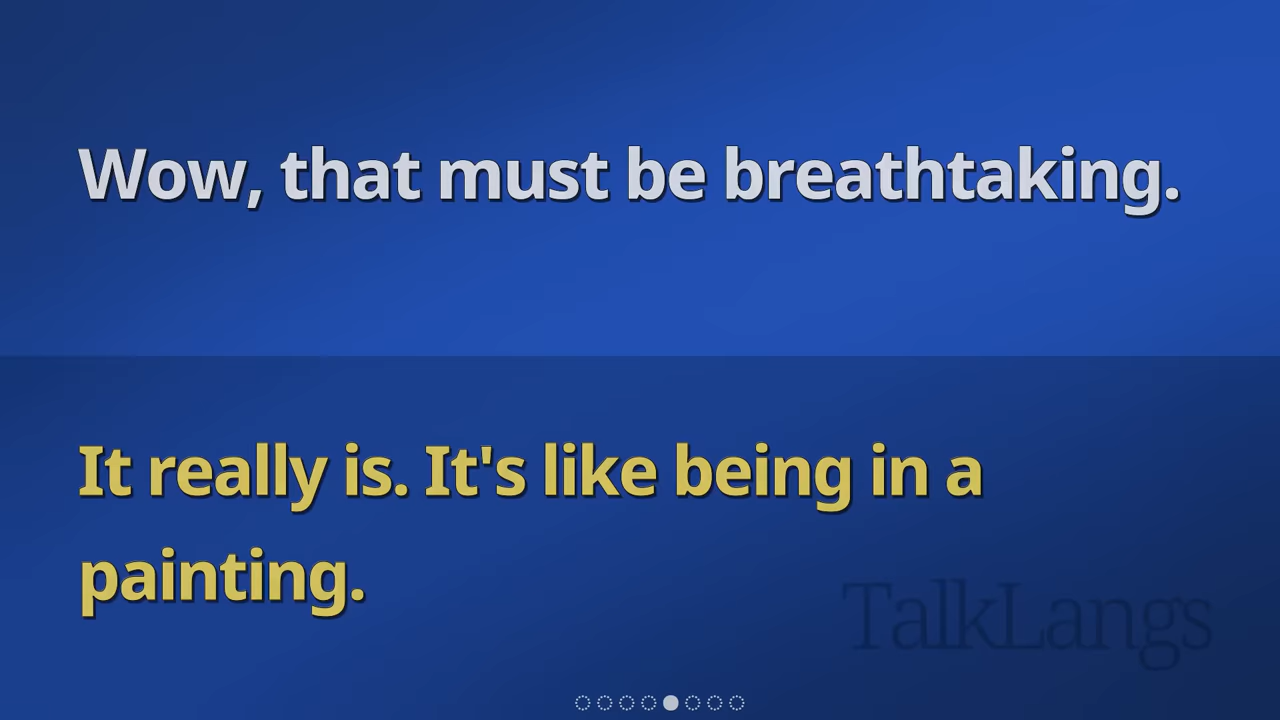 Wow, that must be breathtaking.
It really is. It's like being in a
painting.
TalkLangs